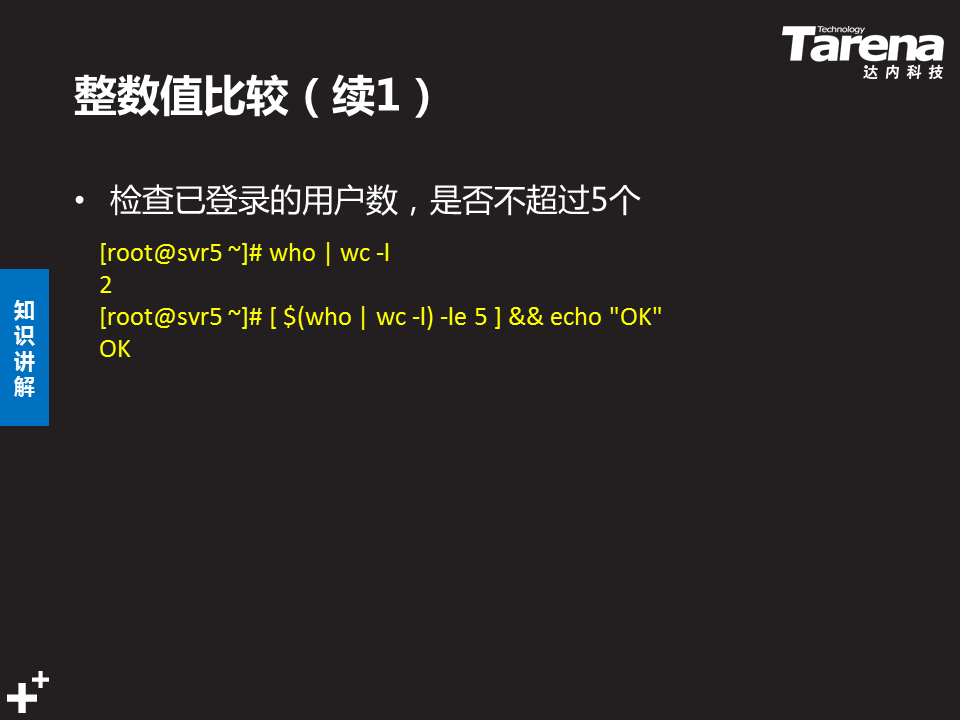 Technology
Tarena
达内科技
整数值比较（续1）
• 检查已登录的用户数，是否不超过5个
[root@svr5 ~]# who | wc -l
2
[root@svr5 ~]# [ $(who | wc -l) -le 5 ] && echo "OK"
OK
知识讲解